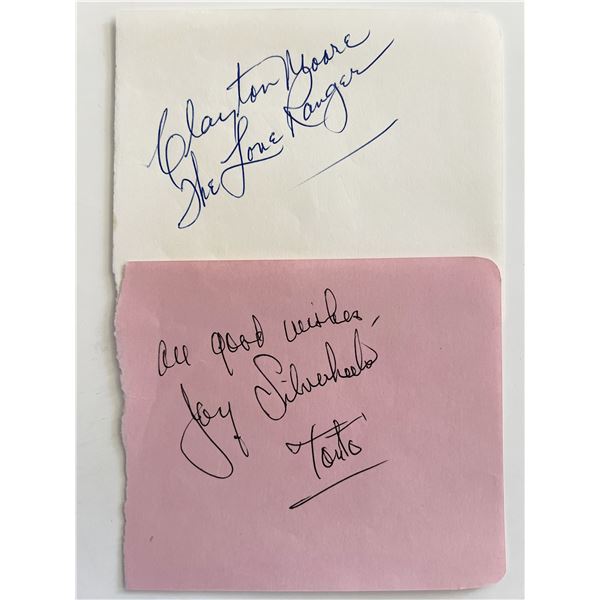 Clayton Moore
The Lone Ranger
All good wishes,
Jay Silverheels
"Tonto"